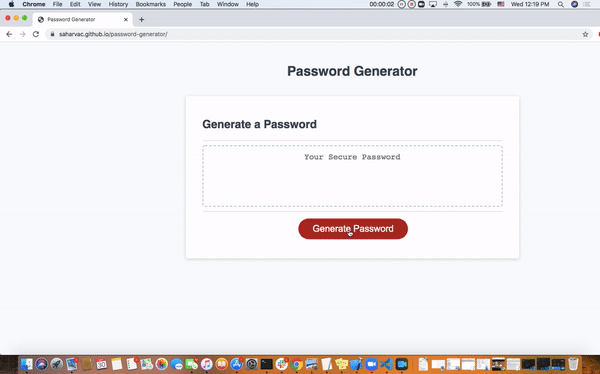 Chrome File Edit View History Bookmarks People Tab Window Help 00:00:02 100% Wed 12:19 PM
Password Generator
saharvac.github.io/password-generator/
Password Generator
Generate a Password
Your Secure Password
Generate Password